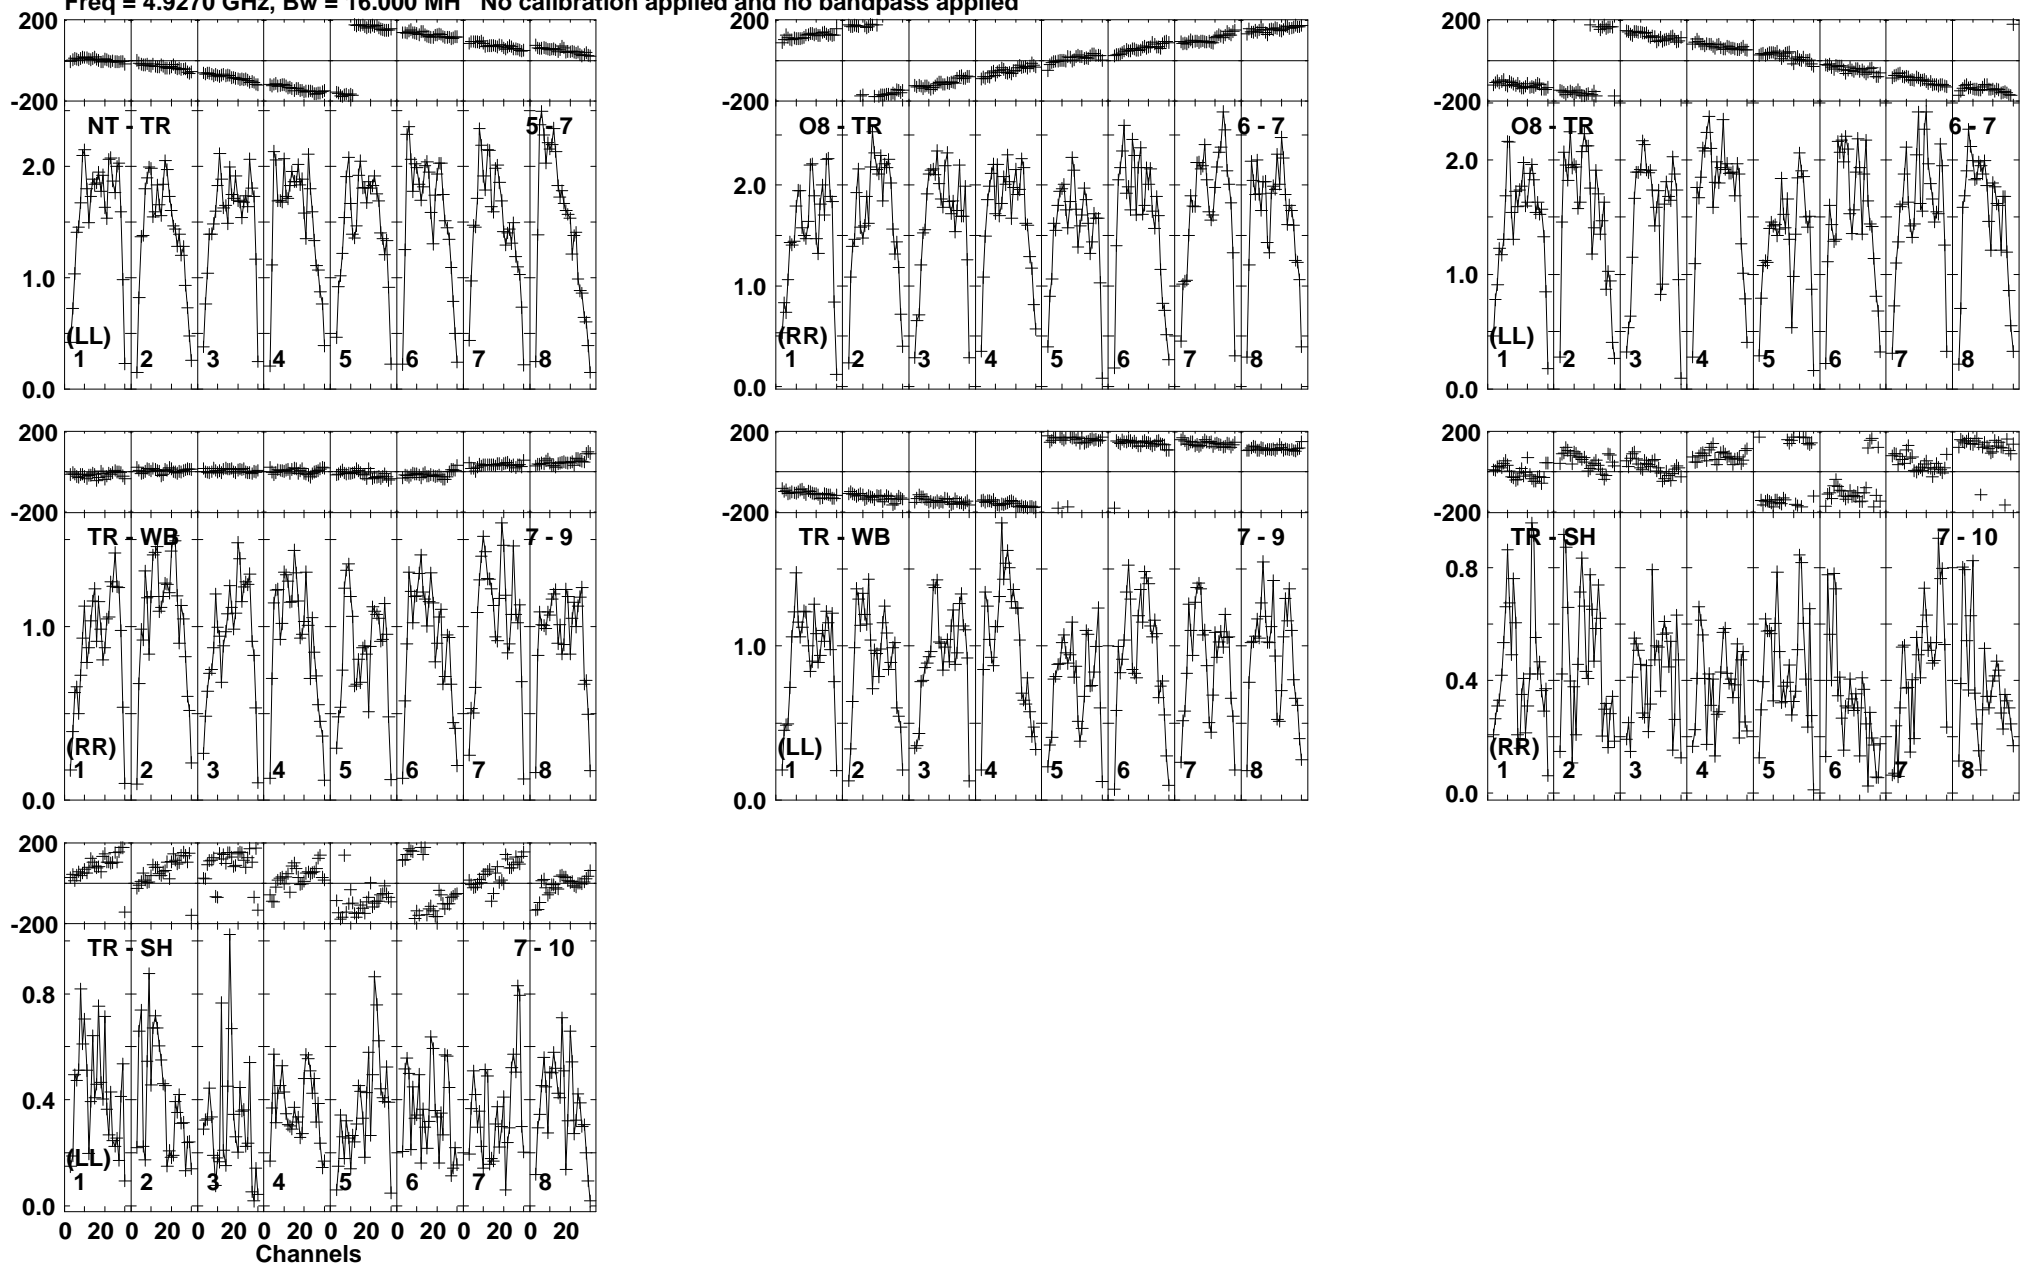 Freq = 4.9270 GHz, Bw = 16.000 MH No calibration applied and no bandpass applied
200
-200
NT - TR 5 - 7
2.0
1.0
(LL)
1 2 3 4 5 6 7 8
0.0
200
-200
O8 - TR 6 - 7
2.0
1.0
(RR)
1 2 3 4 5 6 7 8
0.0
200
-200
O8 - TR 6 - 7
2.0
1.0
(LL)
1 2 3 4 5 6 7 8
0.0
200
-200
TR - WB 7 - 9
1.0
(RR)
1 2 3 4 5 6 7 8
0.0
200
-200
TR - WB 7 - 9
1.0
(LL)
1 2 3 4 5 6 7 8
0.0
200
-200
TR - SH 7 - 10
0.8
0.4
(RR)
1 2 3 4 5 6 7 8
0.0
200
-200
TR - SH 7 - 10
0.8
0.4
(LL)
1 2 3 4 5 6 7 8
0.0
0 20 0 20 0 20 0 20 0 20 0 20 0 20 0 20
Channels